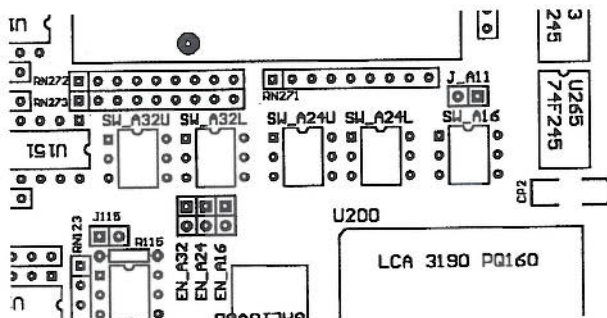 RN272
RN273
RN271
J_A11
245
U265
74F245
SW_A32U
SW_A32L
SW_A24U
SW_A24L
SW_A16
U151
CP2
U200
J115
R115
RN123
EN_A32
EN_A24
EN_A16
LCA 3190 PQ160